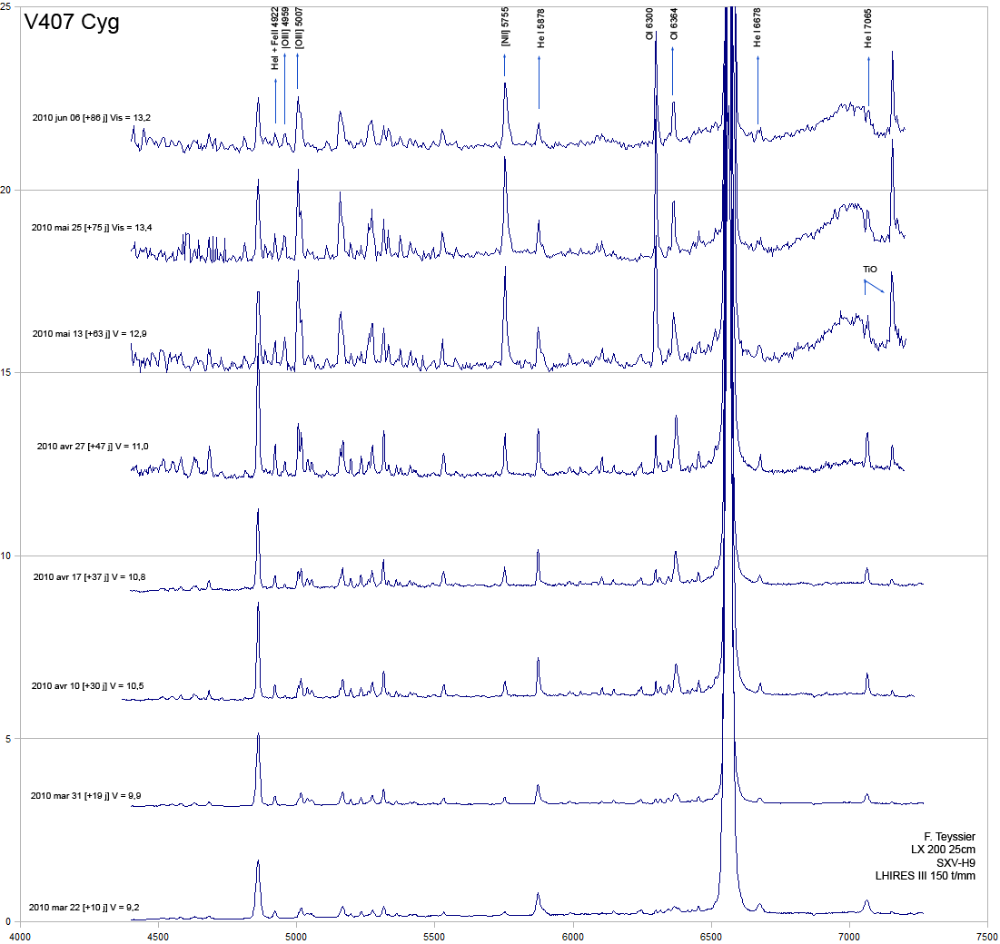 25
V407 Cyg
HeI + FeII 4922
[OIII] 4959
[OIII] 5007
[NII] 5755
He I 5878
OI 6300
OI 6364
He I 6678
He I 7065
2010 jun 06 [+86 j] Vis = 13,2
20
2010 mai 25 [+75 j] Vis = 13,4
TiO
2010 mai 13 [+63 j] V = 12,9
15
2010 avr 27 [+47 j] V = 11,0
10
2010 avr 17 [+37 j] V = 10,8
2010 avr 10 [+30 j] V = 10,5
5
2010 mar 31 [+19 j] V = 9,9
F. Teyssier
LX 200 25cm
SXV-H9
LHIRES III 150 t/mm
2010 mar 22 [+10 j] V = 9,2
0
4000 4500 5000 5500 6000 6500 7000 7500